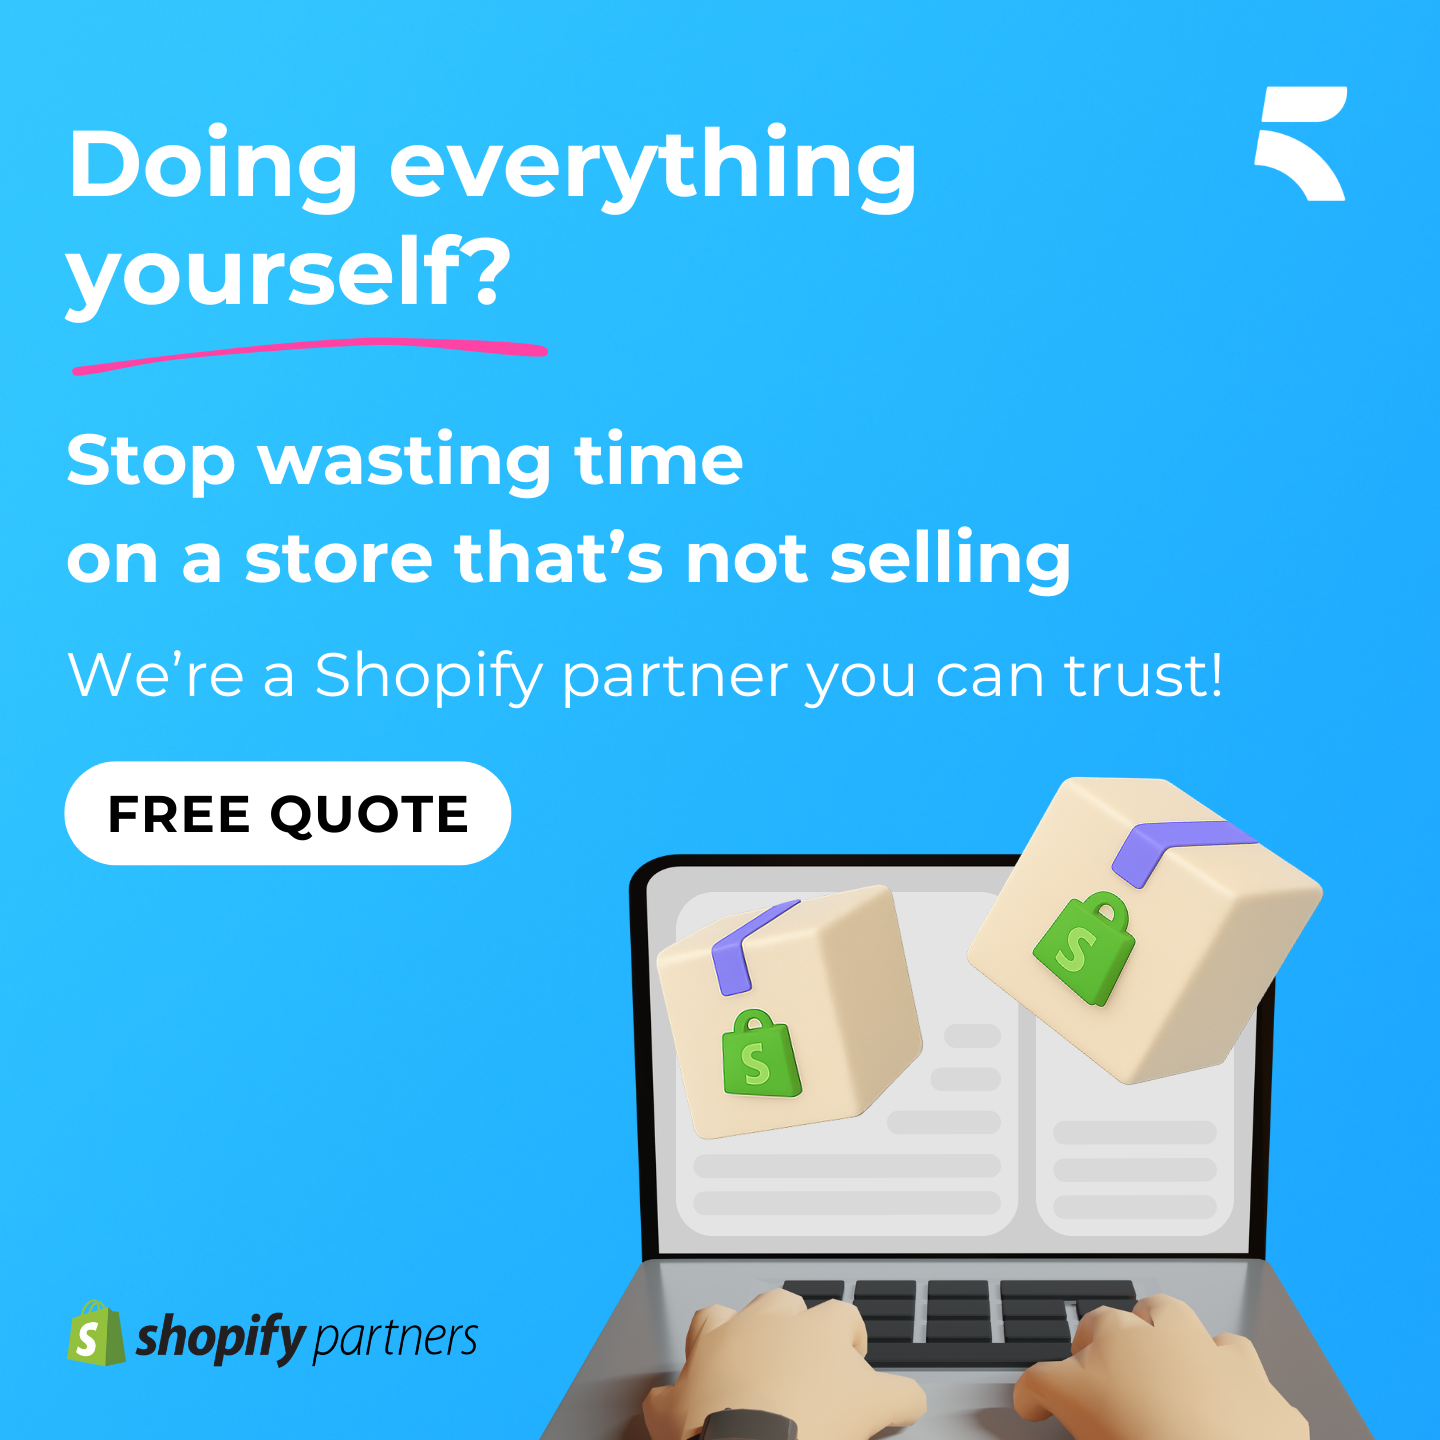 Doing everything
yourself?
Stop wasting time
on a store that’s not selling
We’re a Shopify partner you can trust!
FREE QUOTE
S
S
S shopify partners